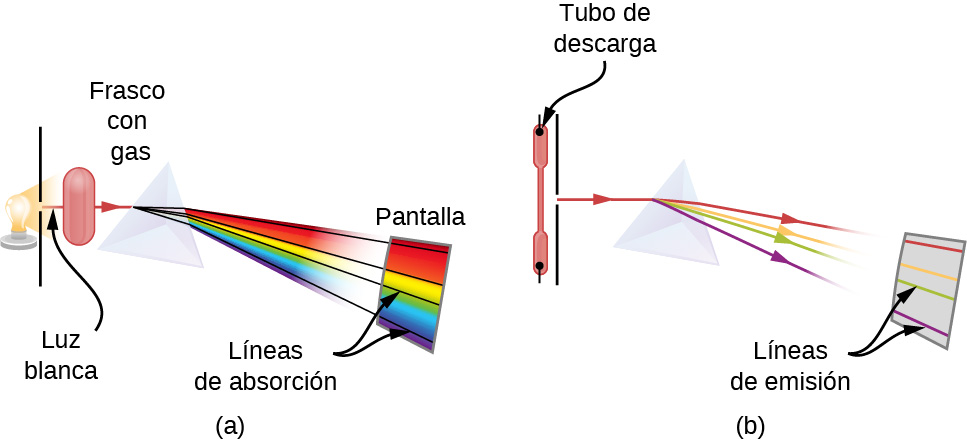 Frasco
con
gas
Luz
blanca
Pantalla
Líneas
de absorción
(a)
Tubo de
descarga
Líneas
de emisión
(b)